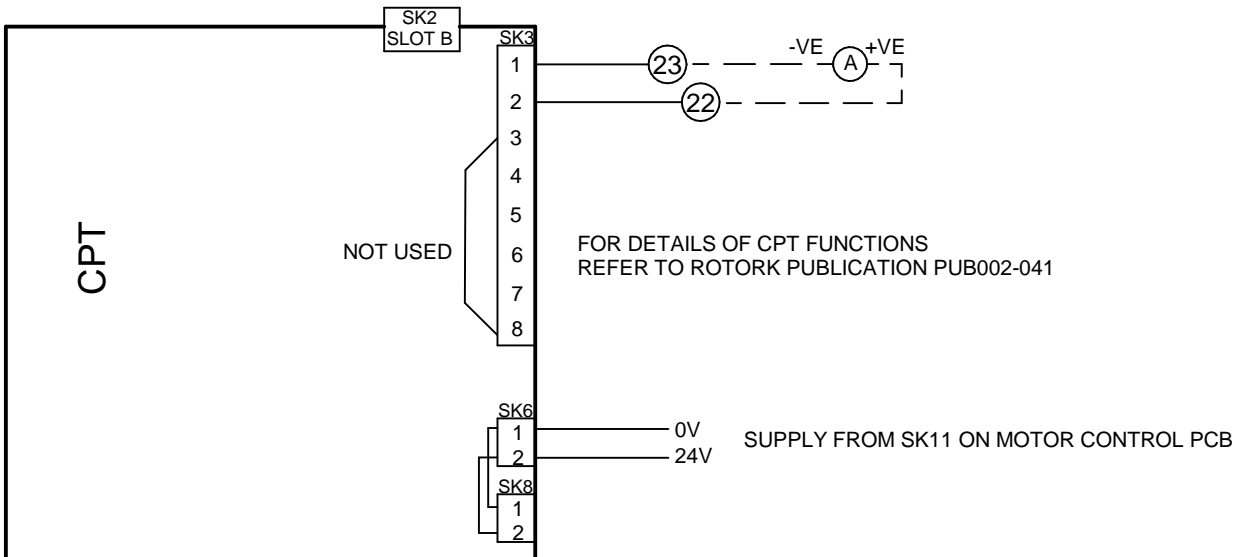 SK2
SLOT B
SK3
1
2
3
4
5
6
7
8
23
-VE
A
+VE
22
CPT
NOT USED
FOR DETAILS OF CPT FUNCTIONS
REFER TO ROTORK PUBLICATION PUB002-041
SK6
1
2
0V
24V
SUPPLY FROM SK11 ON MOTOR CONTROL PCB
SK8
1
2